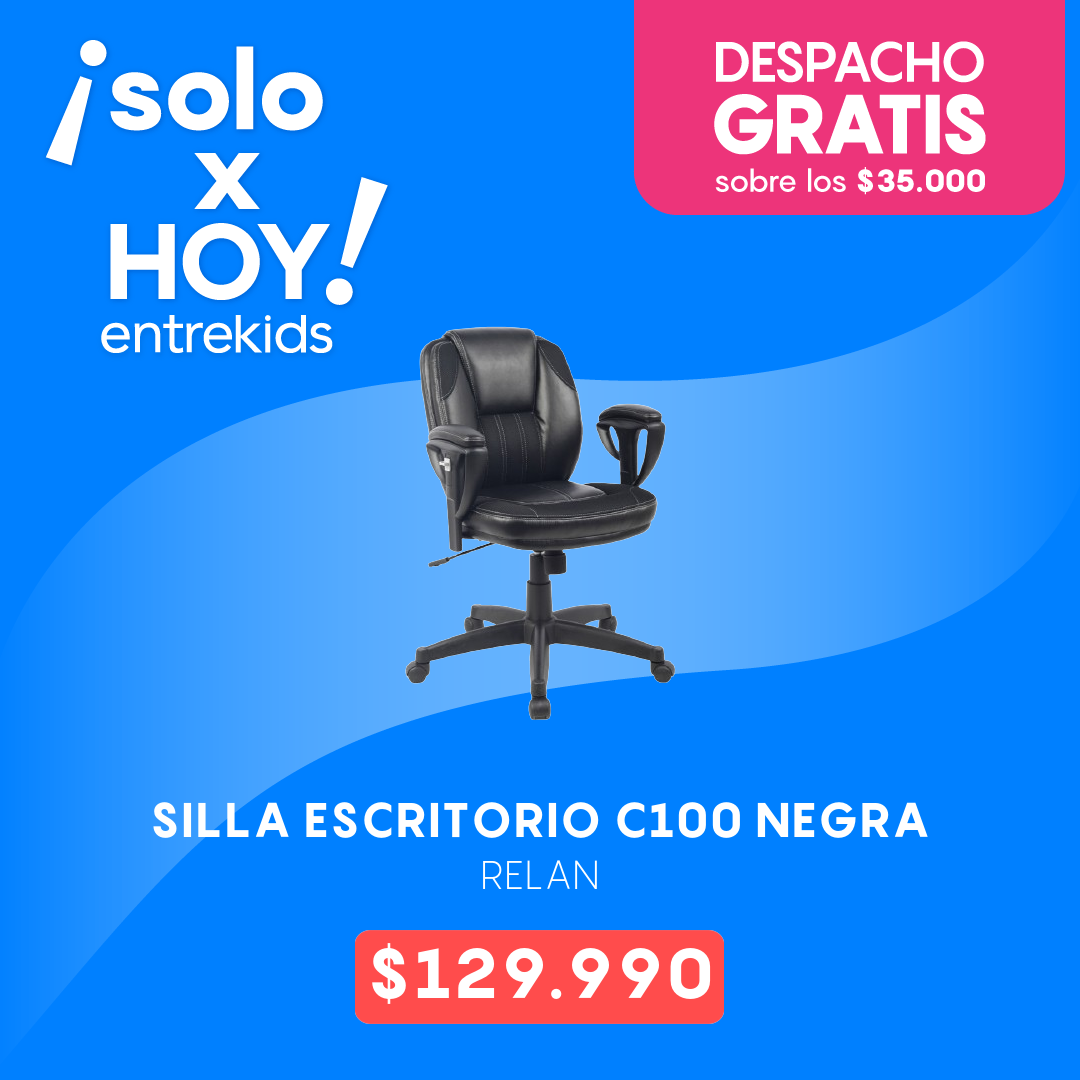 ¡solo
x
HOY!
entrekids
DESPACHO
GRATIS
sobre los $35.000
SILLA ESCRITORIO C100 NEGRA
RELAN
$129.990